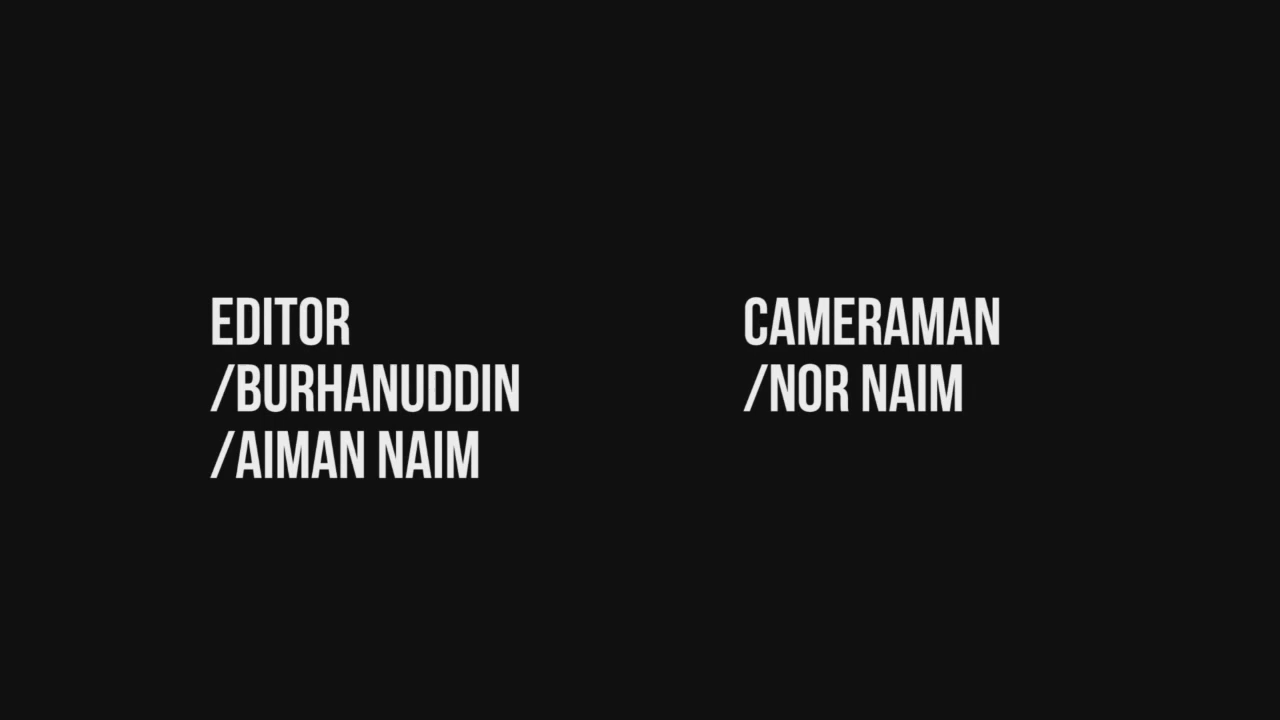 EDITOR
/BURHANUDDIN
/AIMAN NAIM
CAMERAMAN
/NOR NAIM